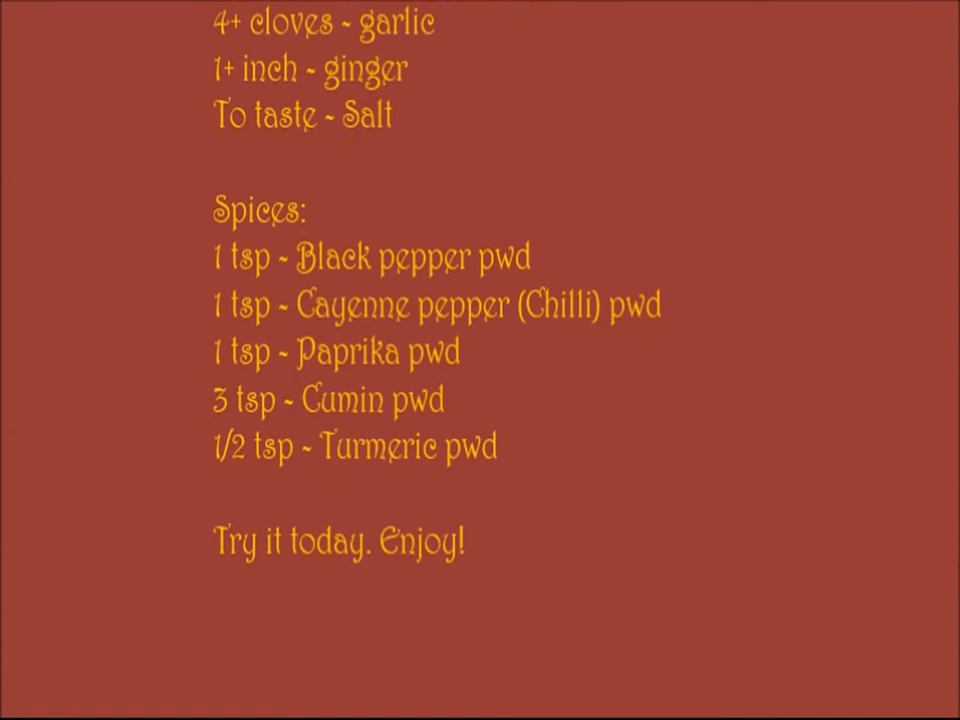 4+ cloves ~ garlic
1+ inch ~ ginger
To taste ~ Salt
Spices:
1 tsp ~ Black pepper pwd
1 tsp ~ Cayenne pepper (Chilli) pwd
1 tsp ~ Paprika pwd
3 tsp ~ Cumin pwd
1/2 tsp ~ Turmeric pwd
Try it today. Enjoy!